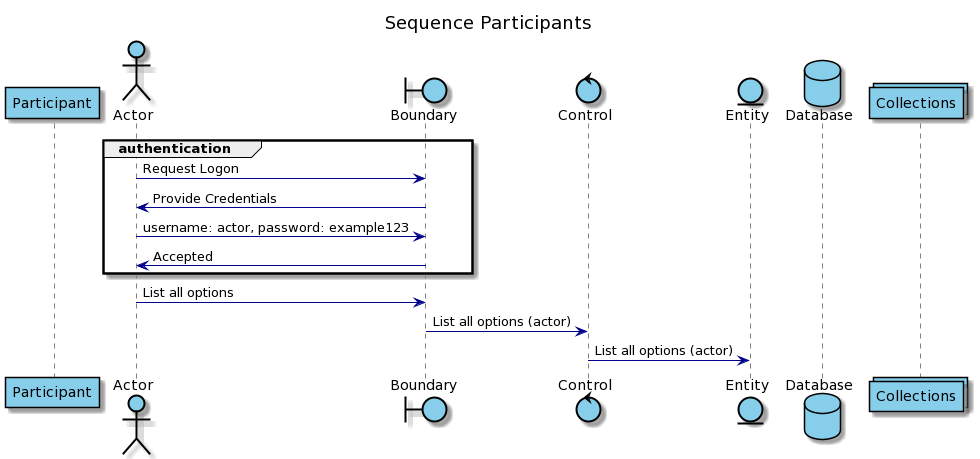 Sequence Participants
Participant
Actor
Boundary
Control
Entity
Database
Collections
authentication
Request Logon
Provide Credentials
username: actor, password: example123
Accepted
List all options
List all options (actor)
List all options (actor)
Participant
Actor
Boundary
Control
Entity
Database
Collections